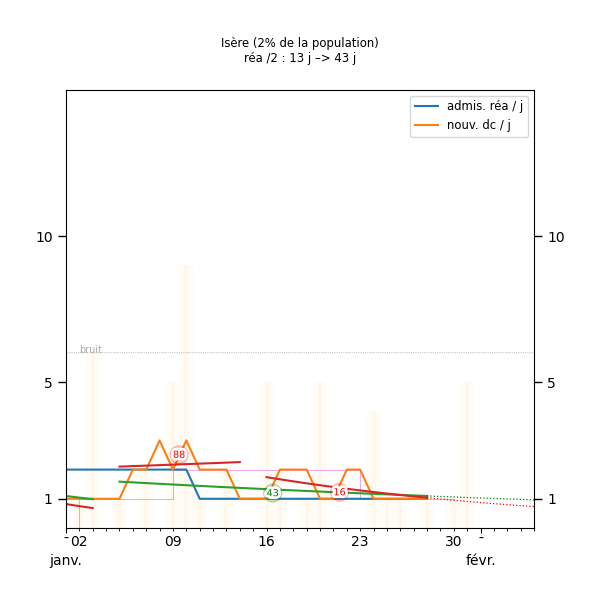 Isère (2% de la population)
réa /2 : 13 j –> 43 j
admis. réa / j
nouv. dc / j
10
10
bruit
5
5
88
43
16
1
1
02
09
16
23
30
janv.
févr.